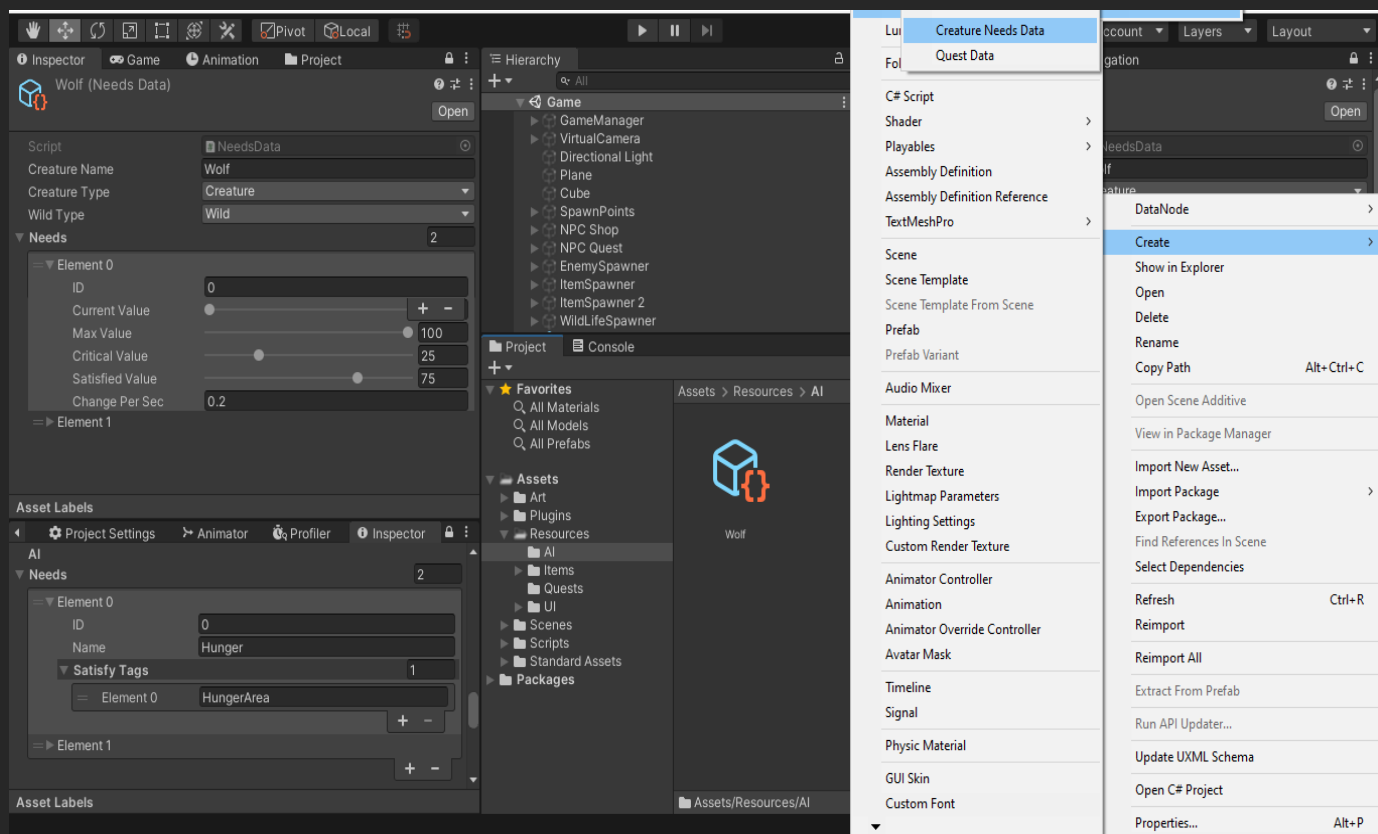 Pivot
Local
Inspector
Game
Animation
Project
Wolf (Needs Data)
Open
Script
NeedsData
Creature Name
Wolf
Creature Type
Creature
Wild Type
Wild
Needs
2
Element 0
ID
0
Current Value
Max Value
100
Critical Value
25
Satisfied Value
75
Change Per Sec
0.2
Element 1
Asset Labels
Project Settings
Animator
Profiler
Inspector
AI
Needs
2
Element 0
ID
0
Name
Hunger
Satisfy Tags
1
Element 0
HungerArea
Element 1
Asset Labels
Hierarchy
All
Game
GameManager
VirtualCamera
Directional Light
Plane
Cube
SpawnPoints
NPC Shop
NPC Quest
EnemySpawner
ItemSpawner
ItemSpawner 2
WildLifeSpawner
Project
Console
Favorites
All Materials
All Models
All Prefabs
Assets
Art
Plugins
Resources
AI
Items
Quests
UI
Scenes
Scripts
Standard Assets
Packages
Assets > Resources > AI
Wolf
Assets/Resources/AI
Creature Needs Data
Quest Data
Lu
Fol
C# Script
Shader
Playables
Assembly Definition
Assembly Definition Reference
TextMeshPro
Scene
Scene Template
Scene Template From Scene
Prefab
Prefab Variant
Audio Mixer
Material
Lens Flare
Render Texture
Lightmap Parameters
Lighting Settings
Custom Render Texture
Animator Controller
Animation
Animator Override Controller
Avatar Mask
Timeline
Signal
Physic Material
GUI Skin
Custom Font
ccount
Layers
Layout
gation
Open
NeedsData
lf
eature
DataNode
Create
Show in Explorer
Open
Delete
Rename
Copy Path Alt+Ctrl+C
Open Scene Additive
View in Package Manager
Import New Asset...
Import Package
Export Package...
Find References In Scene
Select Dependencies
Refresh Ctrl+R
Reimport
Reimport All
Extract From Prefab
Run API Updater...
Update UXML Schema
Open C# Project
Properties... Alt+P